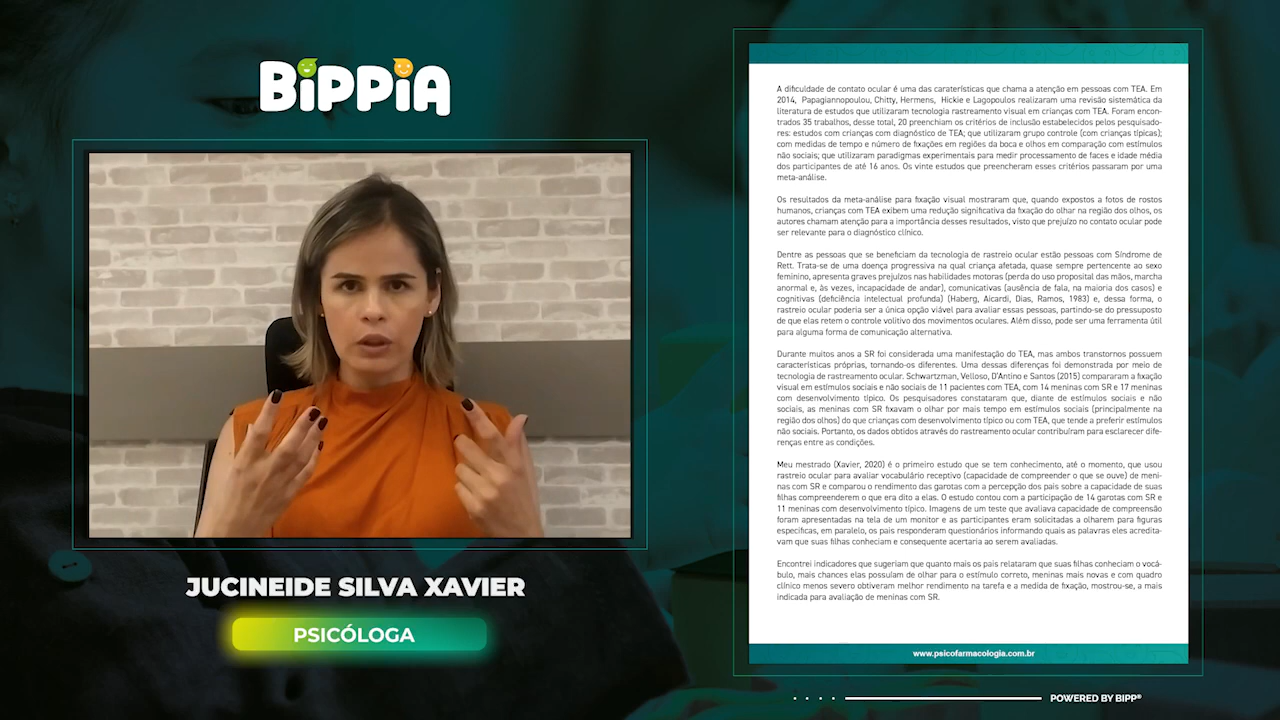 BiPPiA
JUCINEIDE SILVA XAVIER
PSICÓLOGA
A dificuldade de contato ocular é uma das caraterísticas que chama a atenção em pessoas com TEA. Em
2014, Papagiannopoulou, Chitty, Hermens, Hickie e Lagopoulos realizaram uma revisão sistemática da
literatura de estudos que utilizaram tecnologia rastreamento visual em crianças com TEA. Foram encon-
trados 35 trabalhos, desse total, 20 preenchiam os critérios de inclusão estabelecidos pelos pesquisado-
res: estudos com crianças com diagnóstico de TEA; que utilizaram grupo controle (com crianças típicas);
com medidas de tempo e número de fixações em regiões da boca e olhos em comparação com estímulos
não sociais; que utilizaram paradigmas experimentais para medir processamento de faces e idade média
dos participantes de até 16 anos. Os vinte estudos que preencheram esses critérios passaram por uma
meta-análise.
Os resultados da meta-análise para fixação visual mostraram que, quando expostos a fotos de rostos
humanos, crianças com TEA exibem uma redução significativa da fixação do olhar na região dos olhos, os
autores chamam atenção para a importância desses resultados, visto que prejuízo no contato ocular pode
ser relevante para o diagnóstico clínico.
Dentre as pessoas que se beneficiam da tecnologia de rastreio ocular estão pessoas com Síndrome de
Rett. Trata-se de uma doença progressiva na qual criança afetada, quase sempre pertencente ao sexo
feminino, apresenta graves prejuízos nas habilidades motoras (perda do uso proposital das mãos, marcha
anormal e, às vezes, incapacidade de andar), comunicativas (ausência de fala, na maioria dos casos) e
cognitivas (deficiência intelectual profunda) (Haberg, Aicardi, Dias, Ramos, 1983) e, dessa forma, o
rastreio ocular poderia ser a única opção viável para avaliar essas pessoas, partindo-se do pressuposto
de que elas retem o controle volitivo dos movimentos oculares. Além disso, pode ser uma ferramenta útil
para alguma forma de comunicação alternativa.
Durante muitos anos a SR foi considerada uma manifestação do TEA, mas ambos transtornos possuem
características próprias, tornando-os diferentes. Uma dessas diferenças foi demonstrada por meio de
tecnologia de rastreamento ocular. Schwartzman, Velloso, D'Antino e Santos (2015) compararam a fixação
visual em estímulos sociais e não sociais de 11 pacientes com TEA, com 14 meninas com SR e 17 meninas
com desenvolvimento típico. Os pesquisadores constataram que, diante de estímulos sociais e não
sociais, as meninas com SR fixavam o olhar por mais tempo em estímulos sociais (principalmente na
região dos olhos) do que crianças com desenvolvimento típico ou com TEA, que tende a preferir estímulos
não sociais. Portanto, os dados obtidos através do rastreamento ocular contribuíram para esclarecer dife-
renças entre as condições.
Meu mestrado (Xavier, 2020) é o primeiro estudo que se tem conhecimento, até o momento, que usou
rastreio ocular para avaliar vocabulário receptivo (capacidade de compreender o que se ouve) de meni-
nas com SR e comparou o rendimento das garotas com a percepção dos pais sobre a capacidade de suas
filhas compreenderem o que era dito a elas. O estudo contou com a participação de 14 garotas com SR e
11 meninas com desenvolvimento típico. Imagens de um teste que avaliava capacidade de compreensão
foram apresentadas na tela de um monitor e as participantes eram solicitadas a olharem para figuras
específicas, em paralelo, os pais responderam questionários informando quais as palavras eles acredita-
vam que suas filhas conheciam e consequente acertaria ao serem avaliadas.
Encontrei indicadores que sugeriam que quanto mais os pais relataram que suas filhas conheciam o vocá-
bulo, mais chances elas possuíam de olhar para o estímulo correto, meninas mais novas e com quadro
clínico menos severo obtiveram melhor rendimento na tarefa e a medida de fixação, mostrou-se, a mais
indicada para avaliação de meninas com SR.
www.psicofarmacologia.com.br
POWERED BY BIPP®